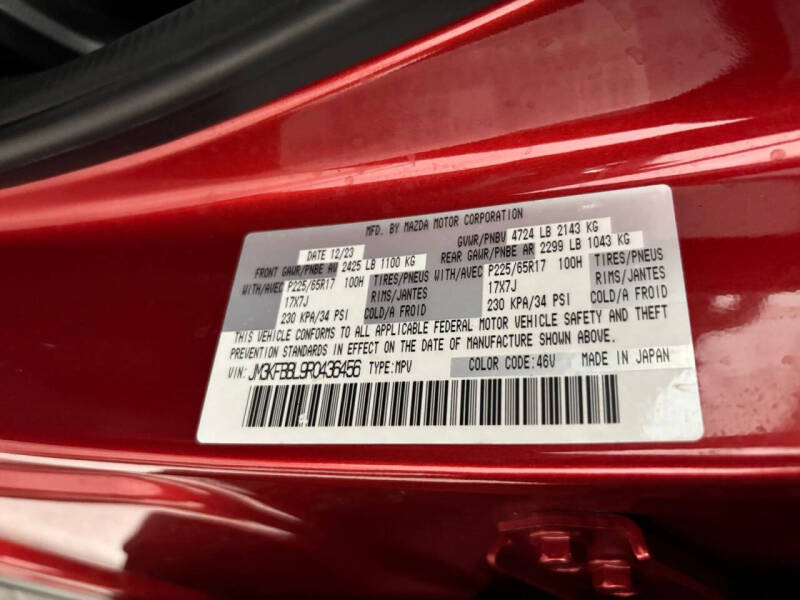 MFD. BY MAZDA MOTOR CORPORATION
DATE 12/23 GVWR/PNBV 4724 LB 2143 KG
FRONT GAWR/PNBE AV 2425 LB 1100 KG REAR GAWR/PNBE AR 2299 LB 1043 KG
WITH/AVEC P225/65R17 100H TIRES/PNEUS WITH/AVEC P225/65R17 100H TIRES/PNEUS
17X7J RIMS/JANTES 17X7J RIMS/JANTES
230 KPA/34 PSI COLD/A FROID 230 KPA/34 PSI COLD/A FROID
THIS VEHICLE CONFORMS TO ALL APPLICABLE FEDERAL MOTOR VEHICLE SAFETY AND THEFT
PREVENTION STANDARDS IN EFFECT ON THE DATE OF MANUFACTURE SHOWN ABOVE.
VIN: JM3KFBBL9R0436456 TYPE:MPV COLOR CODE:46V MADE IN JAPAN